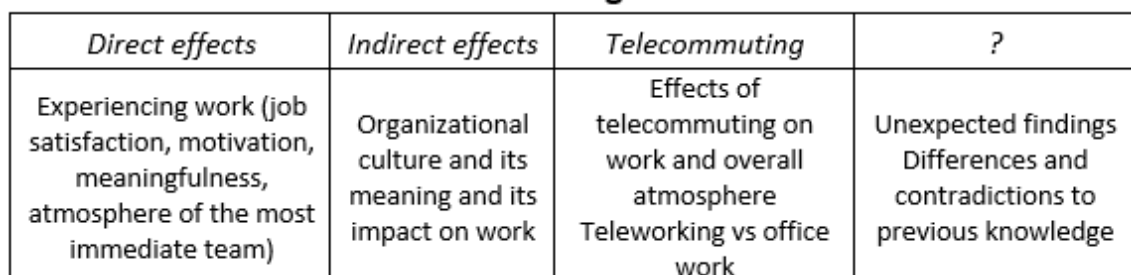 Direct effects
Indirect effects
Telecommuting
?
Experiencing work (job
satisfaction, motivation,
meaningfulness,
atmosphere of the most
immediate team)
Organizational
culture and its
meaning and its
impact on work
Effects of
telecommuting on
work and overall
atmosphere
Teleworking vs office
work
Unexpected findings
Differences and
contradictions to
previous knowledge